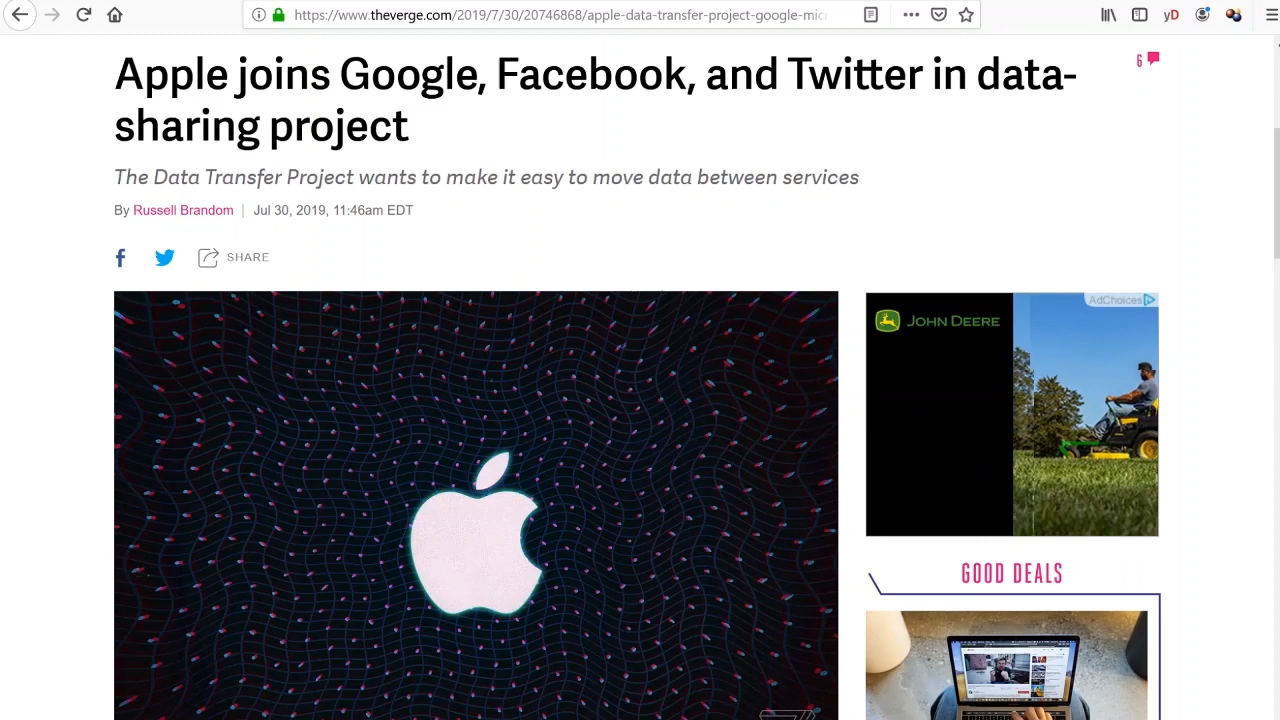 https://www.theverge.com/2019/7/30/20746868/apple-data-transfer-project-google-mic
Apple joins Google, Facebook, and Twitter in data-
sharing project
6
The Data Transfer Project wants to make it easy to move data between services
By Russell Brandom | Jul 30, 2019, 11:46am EDT
SHARE
AdChoices
JOHN DEERE
GOOD DEALS